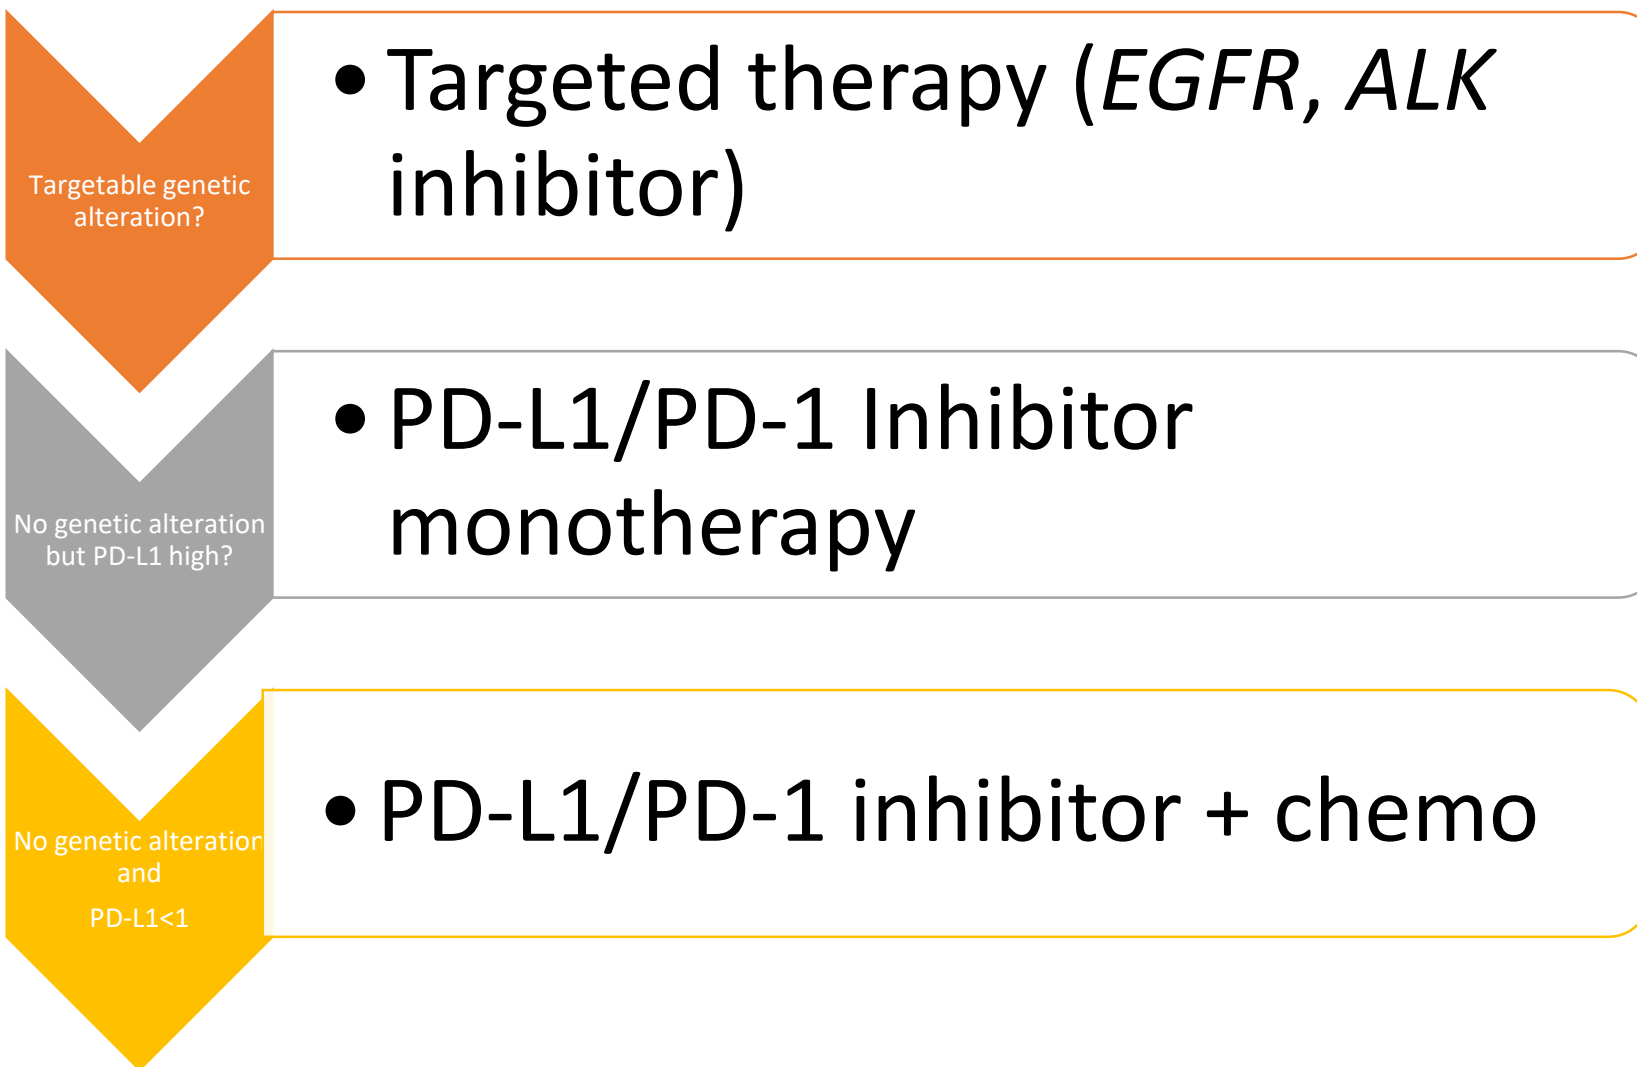 Targetable genetic
alteration?
• Targeted therapy (EGFR, ALK
inhibitor)
No genetic alteration
but PD-L1 high?
• PD-L1/PD-1 Inhibitor
monotherapy
No genetic alteration
and
PD-L1<1
• PD-L1/PD-1 inhibitor + chemo